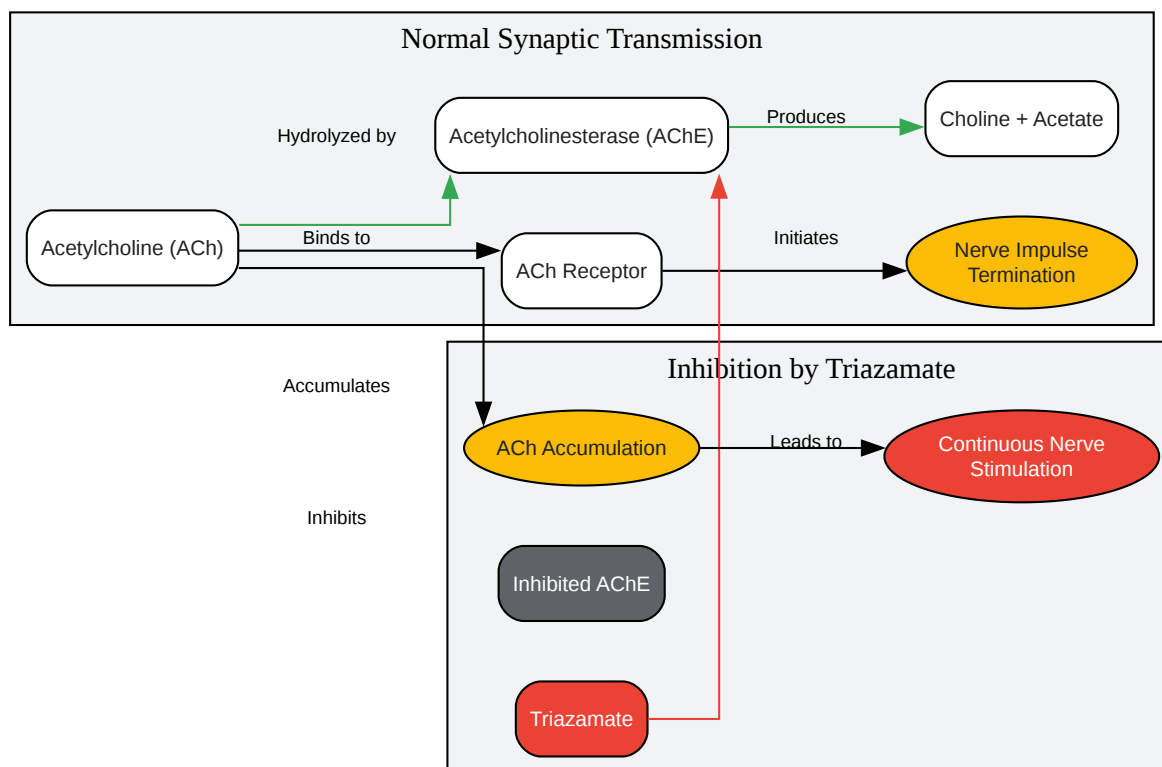 Normal Synaptic Transmission
Hydrolyzed by
Acetylcholinesterase (AChE)
Produces
Choline + Acetate
Acetylcholine (ACh)
Binds to
ACh Receptor
Initiates
Nerve Impulse
Termination
Inhibition by Triazamate
Accumulates
ACh Accumulation
Leads to
Continuous Nerve
Stimulation
Inhibits
Inhibited AChE
Triazamate